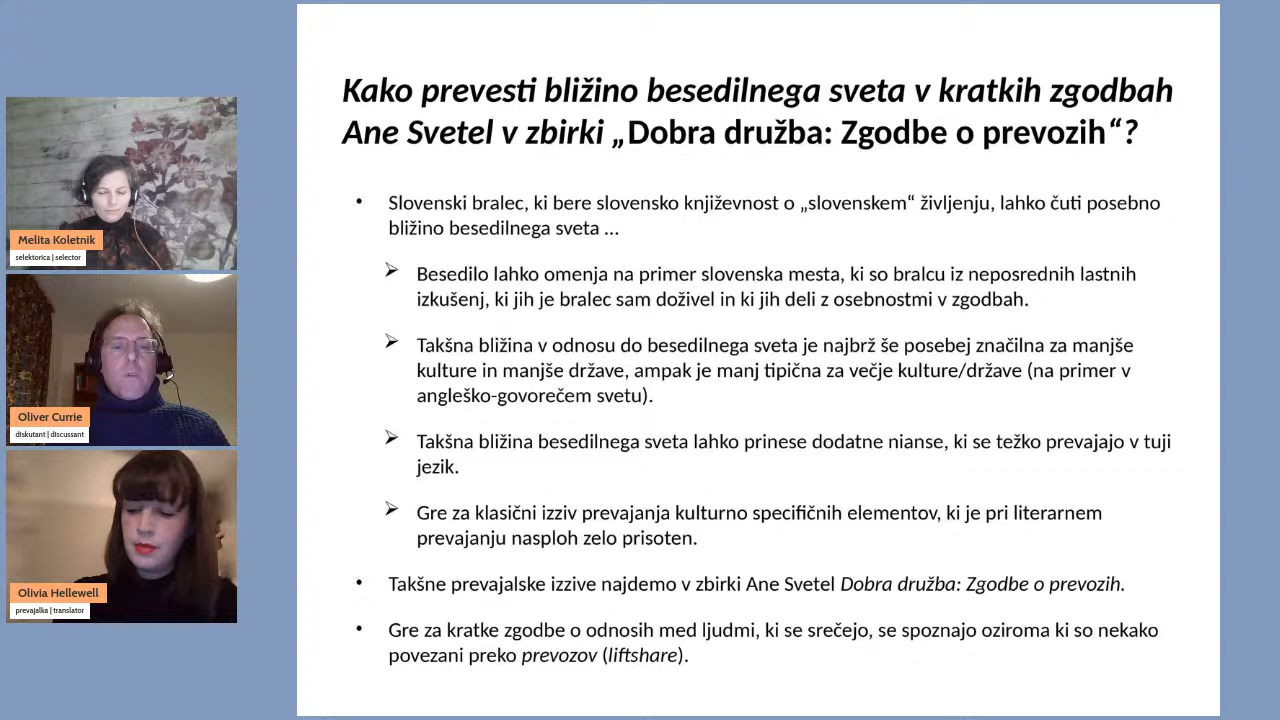 Kako prevesti bližino besedilnega sveta v kratkih zgodbah
Ane Svetel v zbirki „Dobra družba: Zgodbe o prevozih“?
• Slovenski bralec, ki bere slovensko književnost o „slovenskem“ življenju, lahko čuti posebno
bližino besedilnega sveta ...
➢ Besedilo lahko omenja na primer slovenska mesta, ki so bralcu iz neposrednih lastnih
izkušenj, ki jih je bralec sam doživel in ki jih deli z osebnostmi v zgodbah.
➢ Takšna bližina v odnosu do besedilnega sveta je najbrž še posebej značilna za manjše
kulture in manjše države, ampak je manj tipična za večje kulture/države (na primer v
angleško-govorečem svetu).
➢ Takšna bližina besedilnega sveta lahko prinese dodatne nianse, ki se težko prevajajo v tuji
jezik.
➢ Gre za klasični izziv prevajanja kulturno specifičnih elementov, ki je pri literarnem
prevajanju nasploh zelo prisoten.
• Takšne prevajalske izzive najdemo v zbirki Ane Svetel Dobra družba: Zgodbe o prevozih.
• Gre za kratke zgodbe o odnosih med ljudmi, ki se srečejo, se spoznajo oziroma ki so nekako
povezani preko prevozov (liftshare).
Melita Koletnik
selektorica | selector
Oliver Currie
diskutant | discussant
Olivia Hellewell
prevajalka | translator